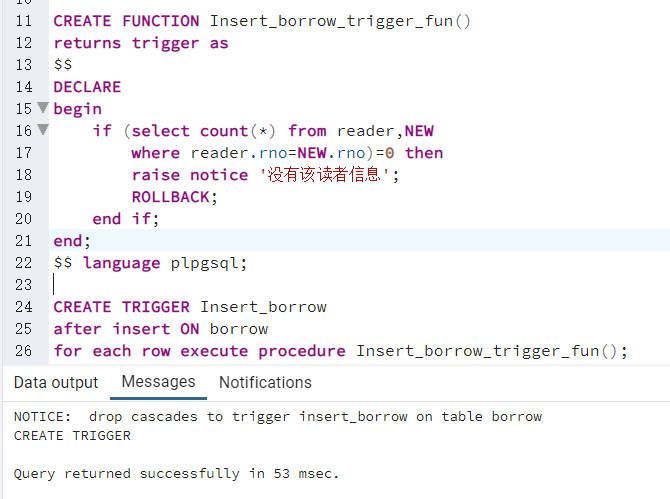 11 CREATE FUNCTION Insert_borrow_trigger_fun()
12 returns trigger as
13 $$
14 DECLARE
15 begin
16 if (select count(*) from reader,NEW
17 where reader.rno=NEW.rno)=0 then
18 raise notice '没有该读者信息';
19 ROLLBACK;
20 end if;
21 end;
22 $$ language plpgsql;
23
24 CREATE TRIGGER Insert_borrow
25 after insert ON borrow
26 for each row execute procedure Insert_borrow_trigger_fun();
Data output Messages Notifications
NOTICE: drop cascades to trigger insert_borrow on table borrow
CREATE TRIGGER
Query returned successfully in 53 msec.